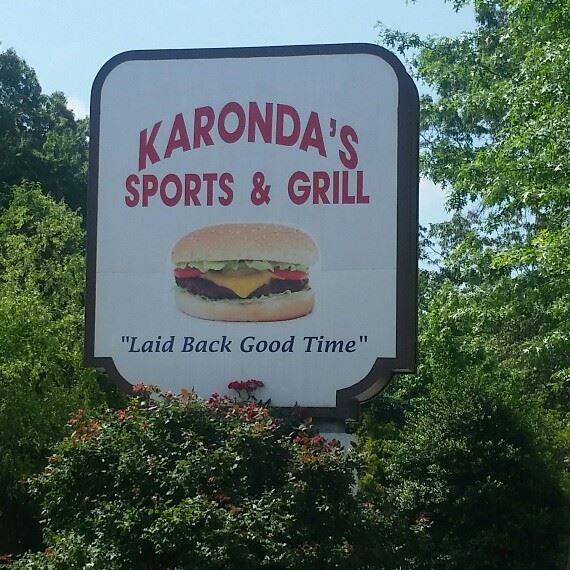 KARONDA'S
SPORTS & GRILL
"Laid Back Good Time"